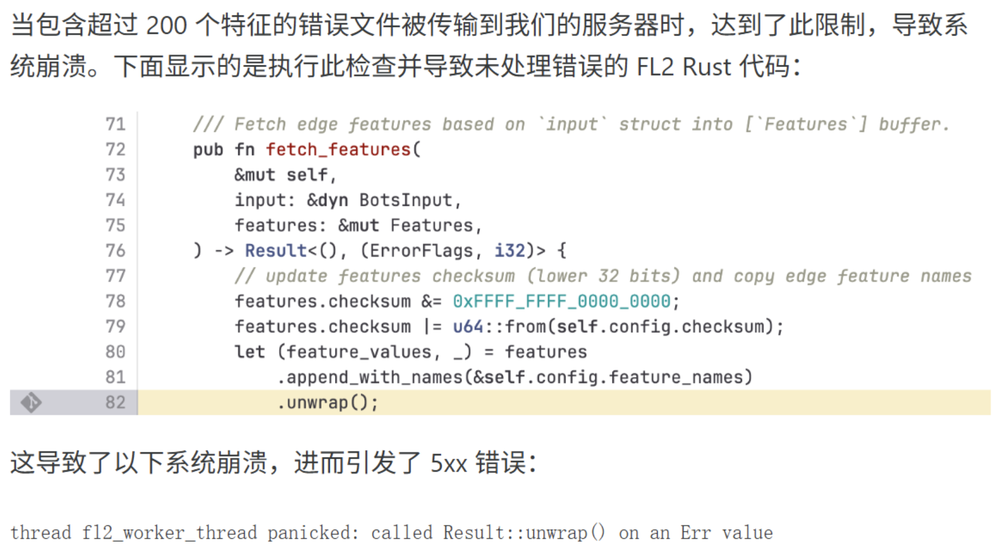 当包含超过 200 个特征的错误文件被传输到我们的服务器时，达到了此限制，导致系
统崩溃。下面显示的是执行此检查并导致未处理错误的 FL2 Rust 代码：
71 /// Fetch edge features based on `input` struct into [`Features`] buffer.
72 pub fn fetch_features(
73 &mut self,
74 input: &dyn BotsInput,
75 features: &mut Features,
76 ) -> Result<(), (ErrorFlags, i32)> {
77 // update features checksum (lower 32 bits) and copy edge feature names
78 features.checksum &= 0xFFFF_FFFF_0000_0000;
79 features.checksum |= u64::from(self.config.checksum);
80 let (feature_values, _) = features
81 .append_with_names(&self.config.feature_names)
82 .unwrap();
这导致了以下系统崩溃，进而引发了 5xx 错误：
thread fl2_worker_thread panicked: called Result::unwrap() on an Err value